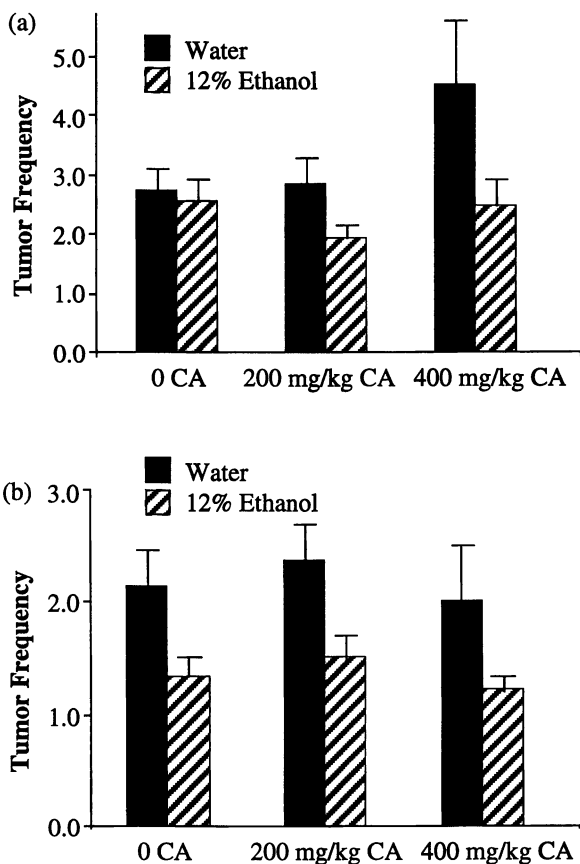 (a)
Water
12% Ethanol
Tumor Frequency
5.0
4.0
3.0
2.0
1.0
0.0
0 CA 200 mg/kg CA 400 mg/kg CA
(b)
Water
12% Ethanol
Tumor Frequency
3.0
2.0
1.0
0.0
0 CA 200 mg/kg CA 400 mg/kg CA